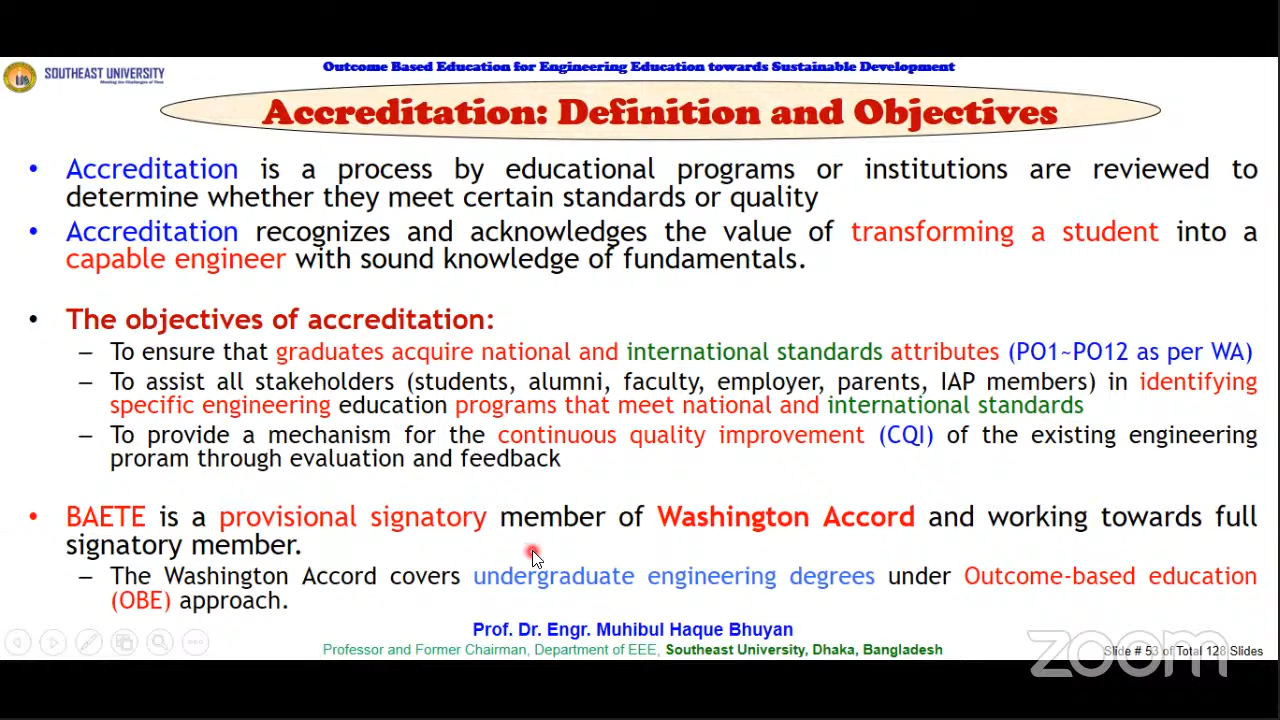 SOUTHEAST UNIVERSITY
Outcome Based Education for Engineering Education towards Sustainable Development
Accreditation: Definition and Objectives
• Accreditation is a process by educational programs or institutions are reviewed to
determine whether they meet certain standards or quality
• Accreditation recognizes and acknowledges the value of transforming a student into a
capable engineer with sound knowledge of fundamentals.
• The objectives of accreditation:
– To ensure that graduates acquire national and international standards attributes (PO1~PO12 as per WA)
– To assist all stakeholders (students, alumni, faculty, employer, parents, IAP members) in identifying
specific engineering education programs that meet national and international standards
– To provide a mechanism for the continuous quality improvement (CQI) of the existing engineering
proram through evaluation and feedback
• BAETE is a provisional signatory member of Washington Accord and working towards full
signatory member.
– The Washington Accord covers undergraduate engineering degrees under Outcome-based education
(OBE) approach.
Prof. Dr. Engr. Muhibul Haque Bhuyan
Professor and Former Chairman, Department of EEE, Southeast University, Dhaka, Bangladesh
Slide # 53 of Total 128 Slides
zoom